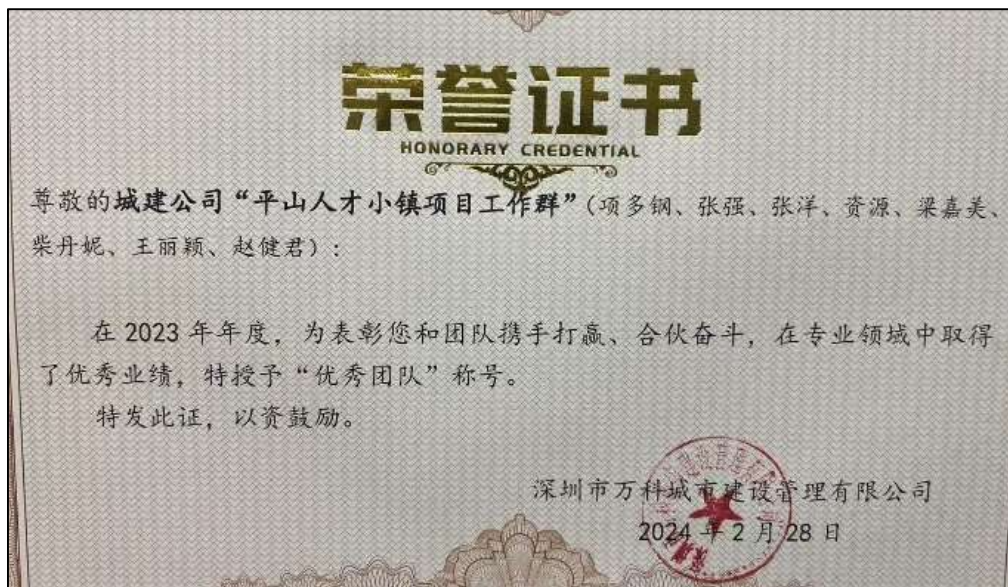 荣誉证书
HONORARY CREDENTIAL
尊敬的城建公司“平山人才小镇项目工作群”(项多钢、张强、张洋、资源、梁嘉美、
柴丹妮、王丽颖、赵健君):
在 2023 年年度,为表彰您和团队携手打赢、合伙奋斗,在专业领域中取得
了优秀业绩,特授予“优秀团队”称号。
特发此证,以资鼓励。
深圳市万科城市建设管理有限公司
2024 年 2 月 28 日